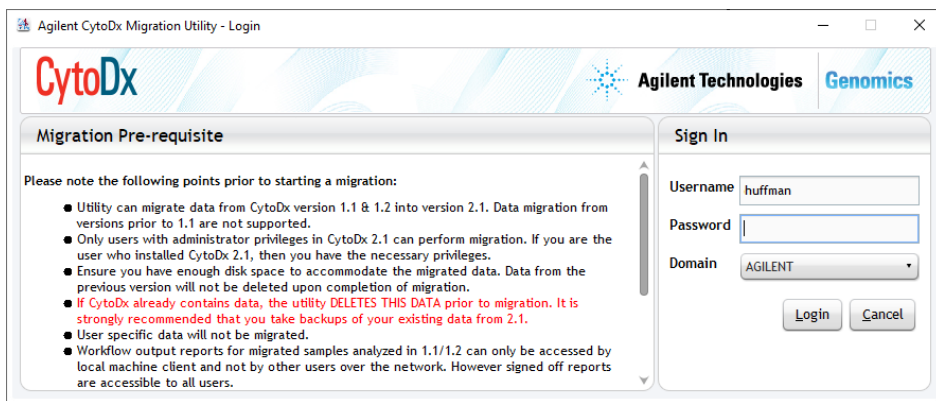 Agilent CytoDx Migration Utility - Login
CytoDx
Agilent Technologies
Genomics
Migration Pre-requisite
Please note the following points prior to starting a migration:
Utility can migrate data from CytoDx version 1.1 & 1.2 into version 2.1. Data migration from
versions prior to 1.1 are not supported.
Only users with administrator privileges in CytoDx 2.1 can perform migration. If you are the
user who installed CytoDx 2.1, then you have the necessary privileges.
Ensure you have enough disk space to accommodate the migrated data. Data from the
previous version will not be deleted upon completion of migration.
If CytoDx already contains data, the utility DELETES THIS DATA prior to migration. It is
strongly recommended that you take backups of your existing data from 2.1.
User specific data will not be migrated.
Workflow output reports for migrated samples analyzed in 1.1/1.2 can only be accessed by
local machine client and not by other users over the network. However signed off reports
are accessible to all users.
Sign In
Username huffman
Password
Domain AGILENT
Login Cancel